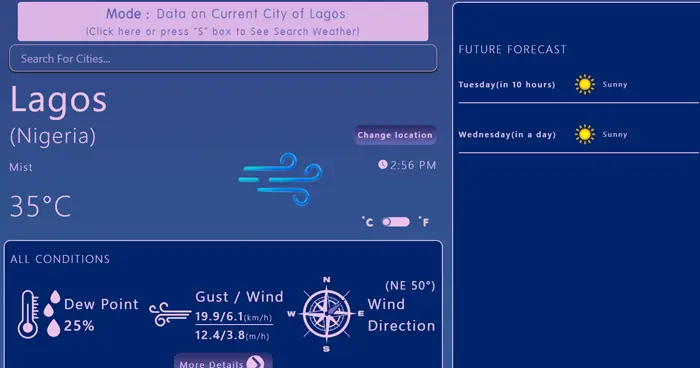 Mode : Data on Current City of Lagos
(Click here or press "S" box to See Search Weather)
Search For Cities...
Lagos
(Nigeria)
Change location
Mist
2:56 PM
35°C
°C
°F
ALL CONDITIONS
Dew Point
25%
Gust / Wind
19.9/6.1(km/h)
12.4/3.8(m/h)
N
W
E
S
(NE 50°)
Wind
Direction
More Details
FUTURE FORECAST
Tuesday(in 10 hours)
Sunny
Wednesday(in a day)
Sunny